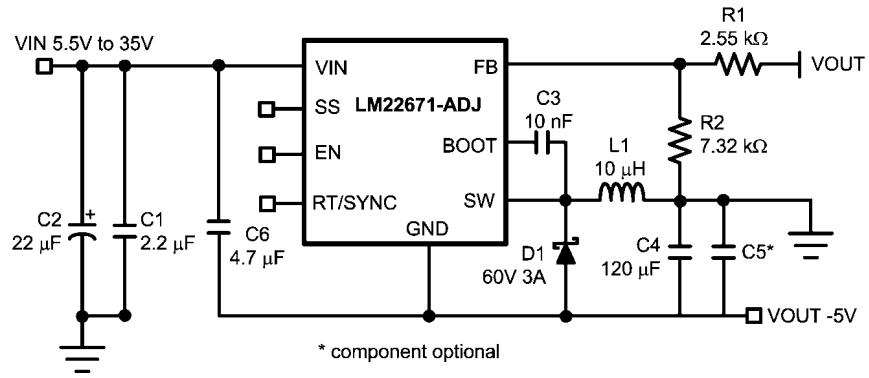 R1
2.55 kΩ
VOUT
VIN 5.5V to 35V
VIN
FB
SS
LM22671-ADJ
C3
10 nF
R2
7.32 kΩ
EN
BOOT
L1
10 μH
RT/SYNC
SW
GND
C2
22 μF
+
C1
2.2 μF
C6
4.7 μF
D1
60V 3A
C4
120 μF
C5*
VOUT -5V
* component optional